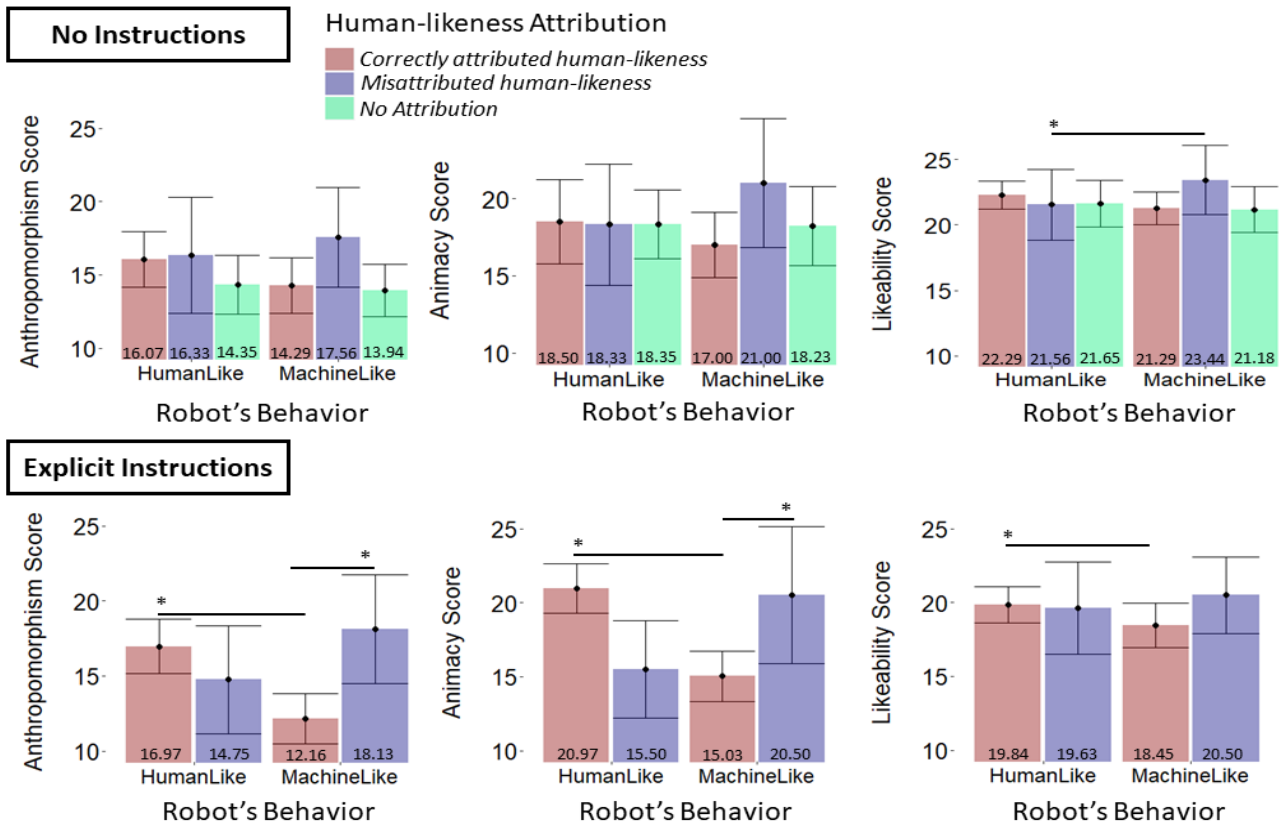 No Instructions
Human-likeness Attribution
Correctly attributed human-likeness
Misattributed human-likeness
No Attribution
Anthropomorphism Score
25
20
15
10
16.07 16.33 14.35 14.29 17.56 13.94
HumanLike MachineLike
Robot's Behavior
Animacy Score
20
15
10
18.50 18.33 18.35 17.00 21.00 18.23
HumanLike MachineLike
Robot's Behavior
Likeability Score
*
25
20
15
10
22.29 21.56 21.65 21.29 23.44 21.18
HumanLike MachineLike
Robot's Behavior
Explicit Instructions
Anthropomorphism Score
25
20
15
10
* *
16.97 14.75 12.16 18.13
HumanLike MachineLike
Robot's Behavior
Animacy Score
25
20
15
10
* *
20.97 15.50 15.03 20.50
HumanLike MachineLike
Robot's Behavior
Likeability Score
25
20
15
10
*
19.84 19.63 18.45 20.50
HumanLike MachineLike
Robot's Behavior